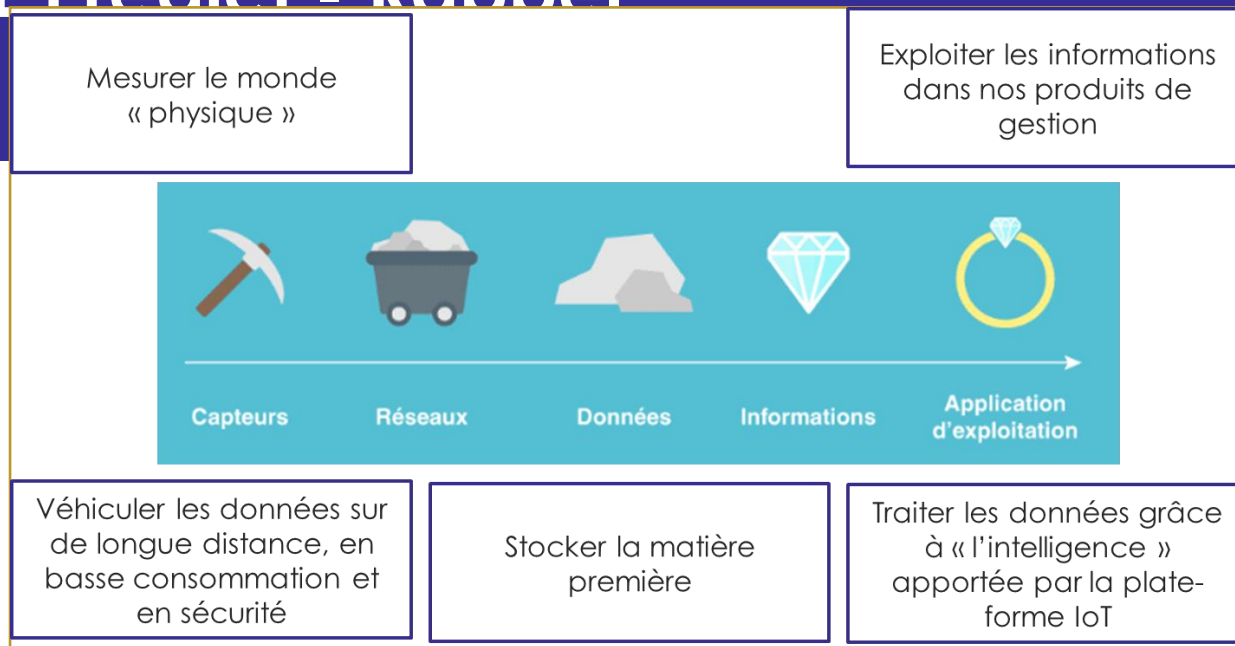 Mesurer le monde
« physique »
Exploiter les informations
dans nos produits de
gestion
Capteurs
Réseaux
Données
Informations
Application
d'exploitation
Véhiculer les données sur
de longue distance, en
basse consommation et
en sécurité
Stocker la matière
première
Traiter les données grâce
à « l'intelligence »
apportée par la plate-
forme IoT